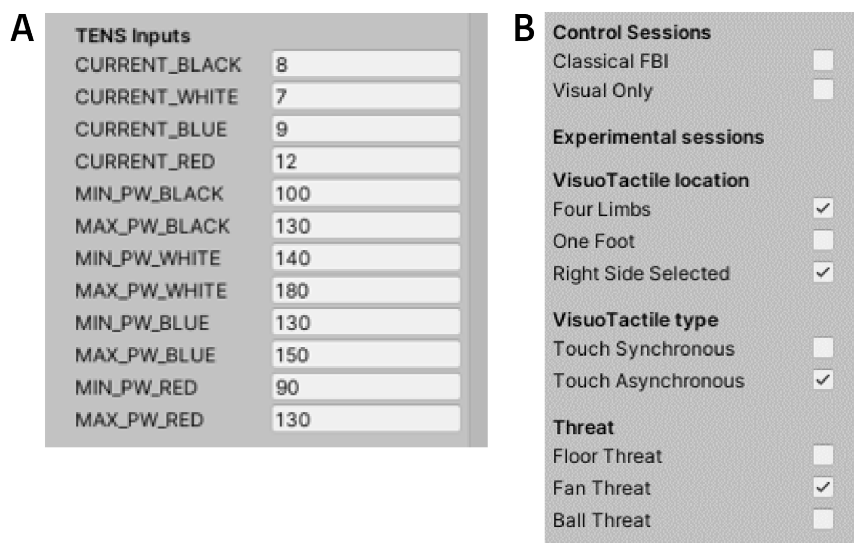 A
TENS Inputs
CURRENT_BLACK 8
CURRENT_WHITE 7
CURRENT_BLUE 9
CURRENT_RED 12
MIN_PW_BLACK 100
MAX_PW_BLACK 130
MIN_PW_WHITE 140
MAX_PW_WHITE 180
MIN_PW_BLUE 130
MAX_PW_BLUE 150
MIN_PW_RED 90
MAX_PW_RED 130
B
Control Sessions
Classical FBI
Visual Only
Experimental sessions
VisuoTactile location
Four Limbs
One Foot
Right Side Selected
VisuoTactile type
Touch Synchronous
Touch Asynchronous
Threat
Floor Threat
Fan Threat
Ball Threat